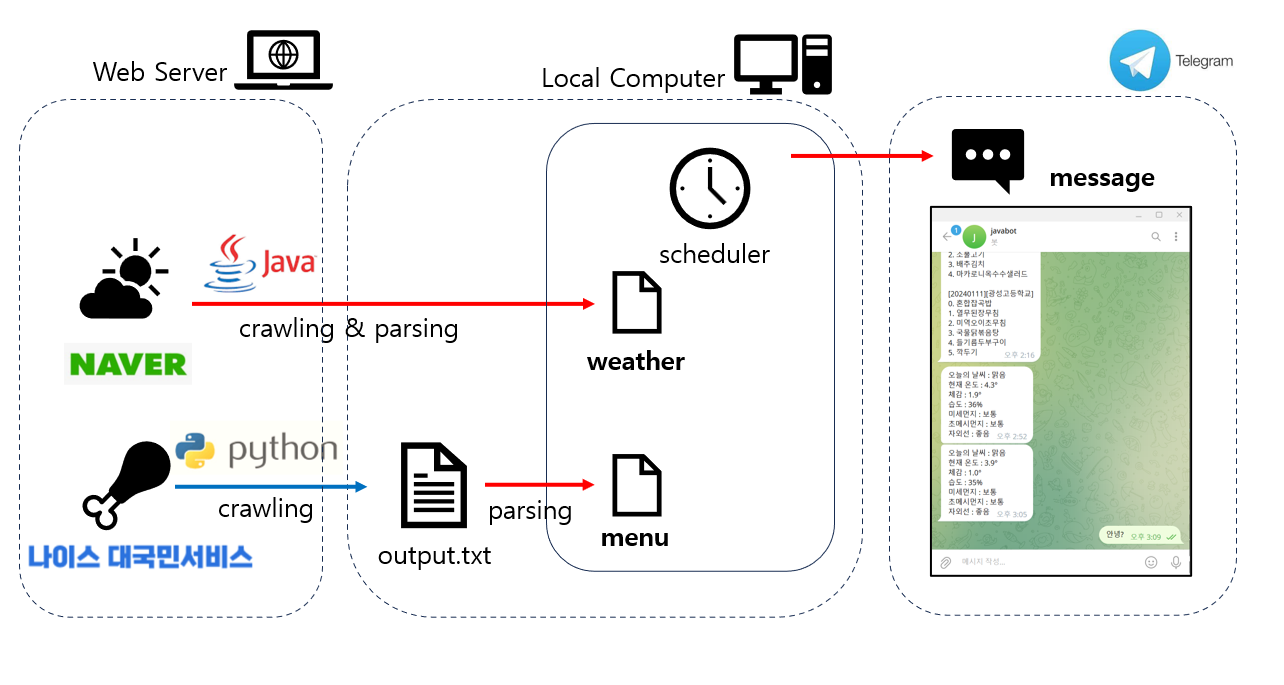 Web Server
Local Computer
Telegram
message
scheduler
Java
crawling & parsing
weather
NAVER
python
crawling
나이스 대국민서비스
output.txt
parsing
menu
1
J
javabot
봇
2. 소불고기
3. 배추김치
4. 마카로니옥수수샐러드
[20240111][광성고등학교]
0. 혼합잡곡밥
1. 열무된장무침
2. 미역오이초무침
3. 국물닭볶음탕
4. 들기름두부구이
5. 깍두기
오후 2:16
오늘의 날씨 : 맑음
현재 온도 : 4.3°
체감 : 1.9°
습도 : 36%
미세먼지 : 보통
초미세먼지 : 보통
자외선 : 좋음 오후 2:52
오늘의 날씨 : 맑음
현재 온도 : 3.9°
체감 : 1.0°
습도 : 35%
미세먼지 : 보통
초미세먼지 : 보통
자외선 : 좋음 오후 3:05
안녕? 오후 3:09
메시지 작성...